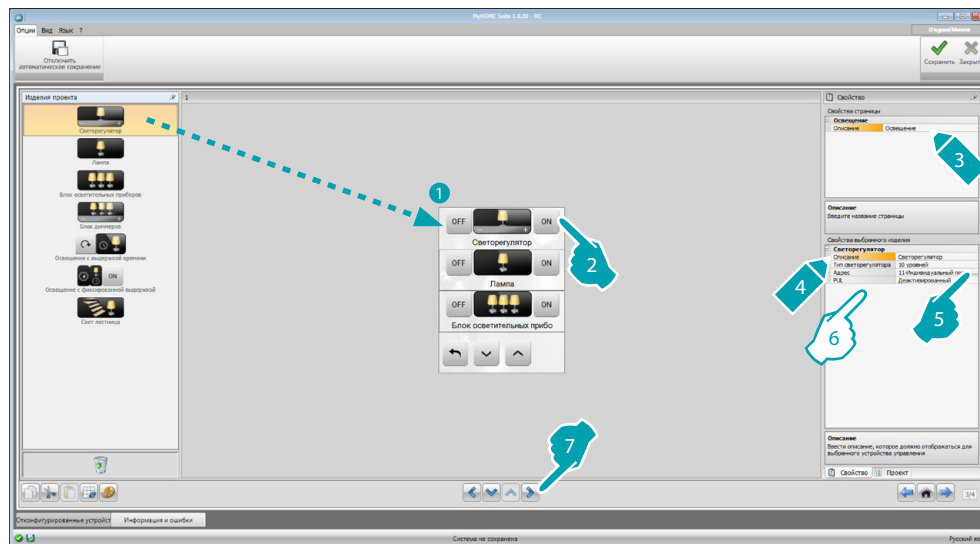 MyHOME Suite 1.0.30 - RC
Опции Вид Язык ?
Отключить
автоматическое сохранение
Сохранить Закрыть
Изделия проекта
1
Светорегулятор
Лампа
Блок осветительных приборов
Блок диммеров
Освещение с выдержкой времени
ON
Освещение с фиксированной выдержкой
Свет лестница
1
OFF
ON
Светорегулятор
OFF
ON
Лампа
OFF
ON
Блок осветительных прибо
2
7
Свойство
Свойства страницы
Освещение
Описание Освещение
3
Описание
Введите название страницы
Свойства выбранного изделия
Светорегулятор
Описание Светорегулятор
Тип светорегулятора 10 уровней
Адрес 11-Индивидуальный
PUL Деактивированный
4
5
6
Описание
Ввести описание, которое должно отображаться для
выбранного устройства управления
Свойство Проект
3/4
Отконфигурированные устройст Информация и ошибки
Система не сохранена
Русский